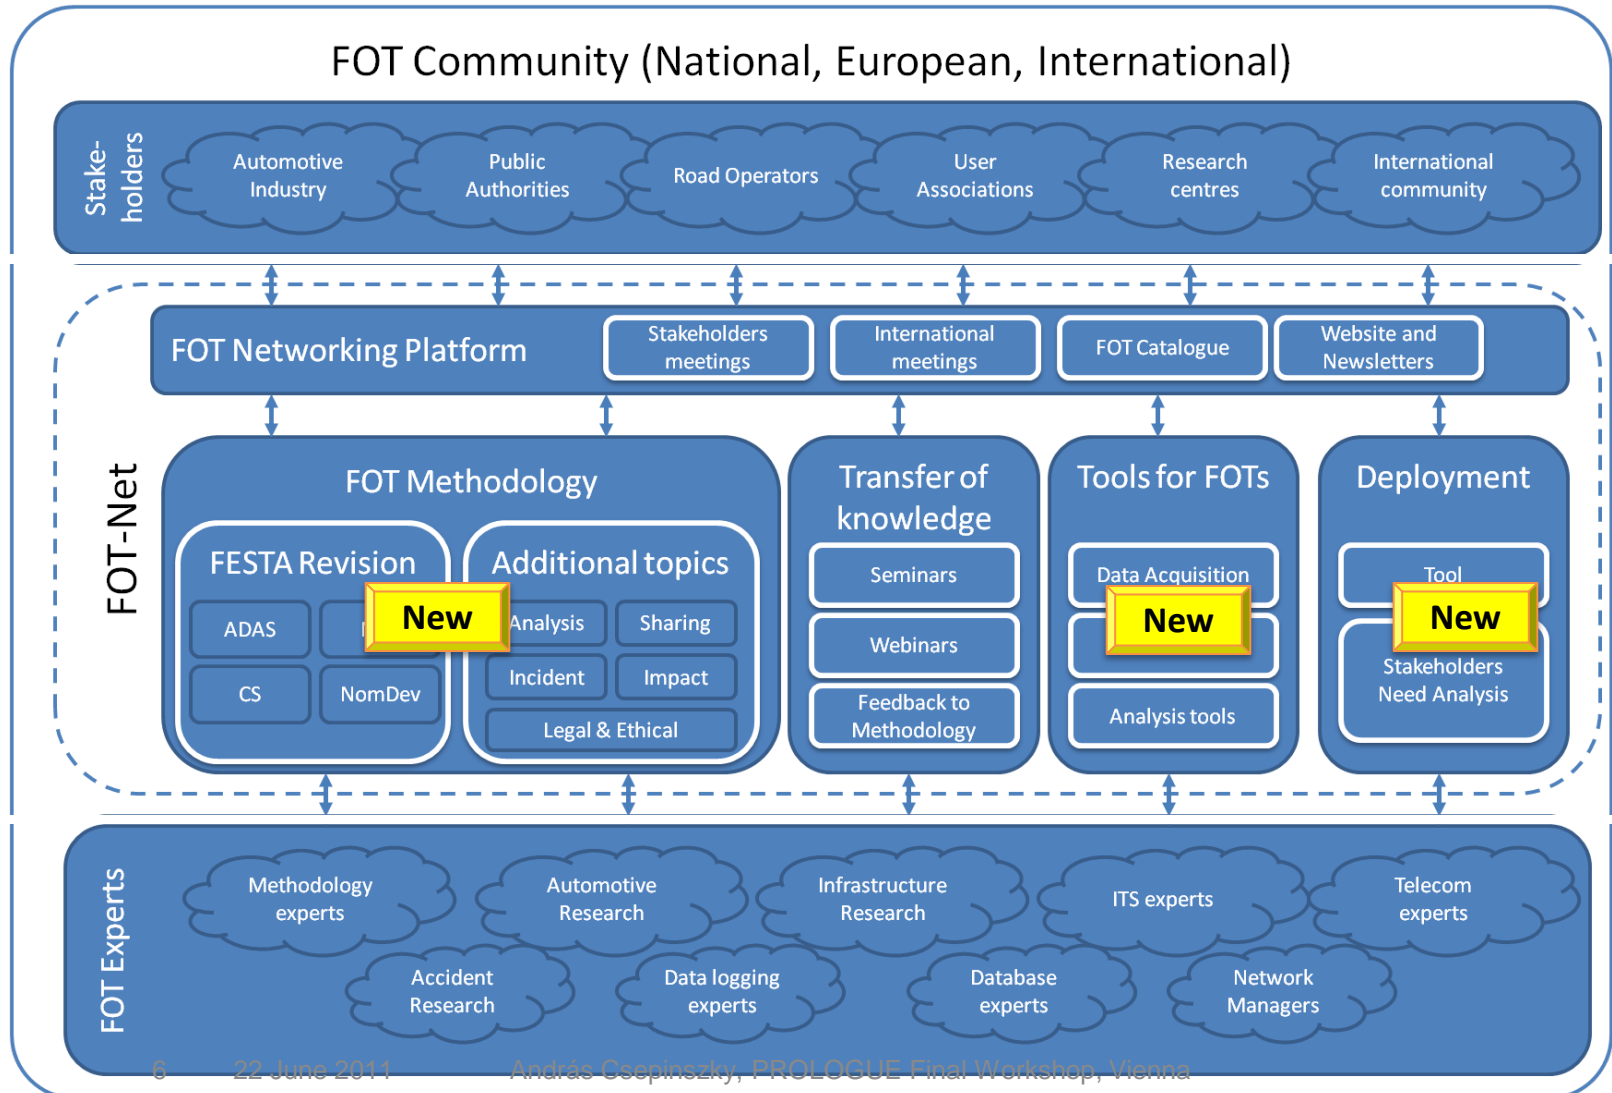 FOT Community (National, European, International)
Stake-
holders
Automotive
Industry
Public
Authorities
Road Operators
User
Associations
Research
centres
International
community
FOT-Net
FOT Networking Platform
Stakeholders
meetings
International
meetings
FOT Catalogue
Website and
Newsletters
FOT Methodology
FESTA Revision
ADAS
CS
NomDev
New
Additional topics
Analysis
Sharing
Incident
Impact
Legal & Ethical
Transfer of
knowledge
Seminars
Webinars
Feedback to
Methodology
Tools for FOTs
Data Acquisition
New
Analysis tools
Deployment
Tool
New
Stakeholders
Need Analysis
FOT Experts
Methodology
experts
Automotive
Research
Infrastructure
Research
ITS experts
Telecom
experts
Accident
Research
Data logging
experts
Database
experts
Network
Managers
6 22 June 2011 András Csepinszky, PROLOGUE Final Workshop, Vienna